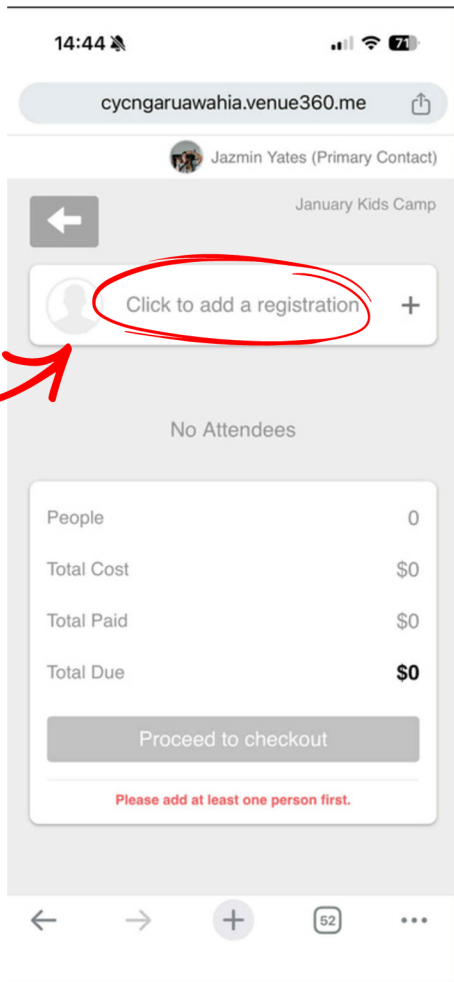 14:44
71
cycngaruawahia.venue360.me
Jazmin Yates (Primary Contact)
January Kids Camp
Click to add a registration +
No Attendees
People 0
Total Cost $0
Total Paid $0
Total Due $0
Proceed to checkout
Please add at least one person first.
52